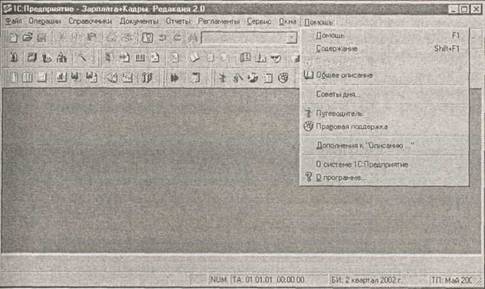 1С:Предприятие - Зарплата+Кадры. Редакция 2.0
Файл Операции Справочники Документы Отчеты Регламенты Сервис Окна Помощь
Помощь F1
Содержание Shift+F1
Общее описание
Советы дня...
Путеводитель
Правовая поддержка
Дополнения к "Описанию ..."
О системе 1С:Предприятие
О программе...
NUM ТА: 01.01.01 00:00:00 БИ: 2 квартал 2002 г. ТП: Май 200